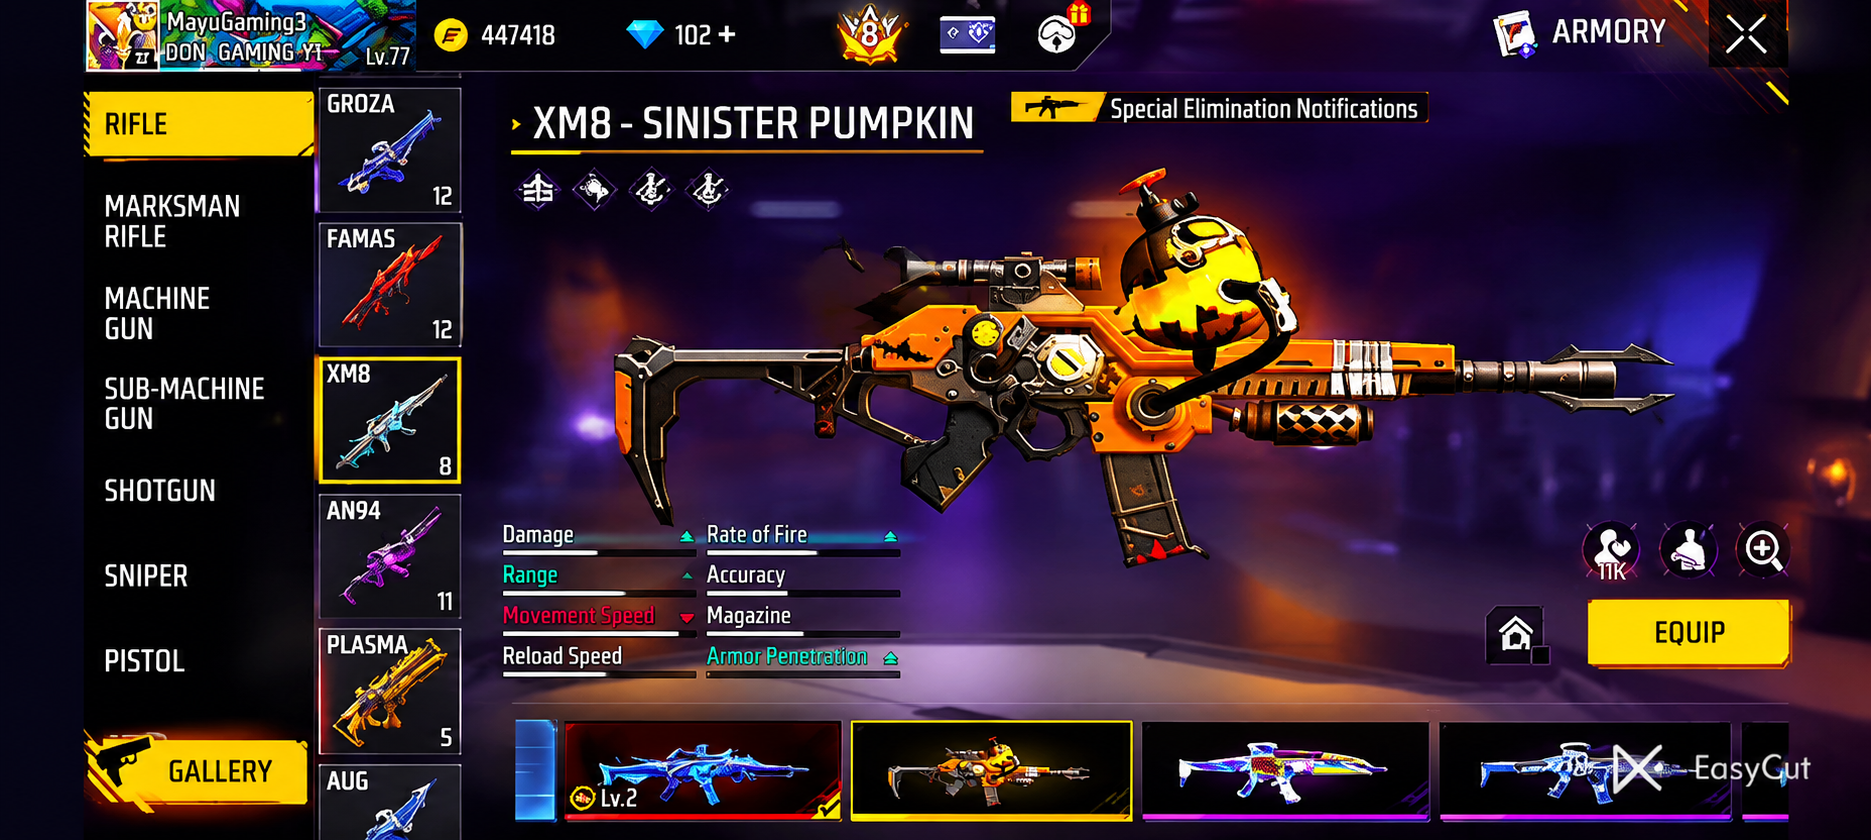 MayuGaming3
DON GAMING YT
Lv.77
447418
102 +
8
ARMORY
RIFLE
MARKSMAN
RIFLE
MACHINE
GUN
SUB-MACHINE
GUN
SHOTGUN
SNIPER
PISTOL
GALLERY
GROZA
12
FAMAS
12
XM8
8
AN94
11
PLASMA
5
AUG
XM8 - SINISTER PUMPKIN
Special Elimination Notifications
Damage
Rate of Fire
Range
Accuracy
Movement Speed
Magazine
Reload Speed
Armor Penetration
11K
EQUIP
Lv.2
EasyCut